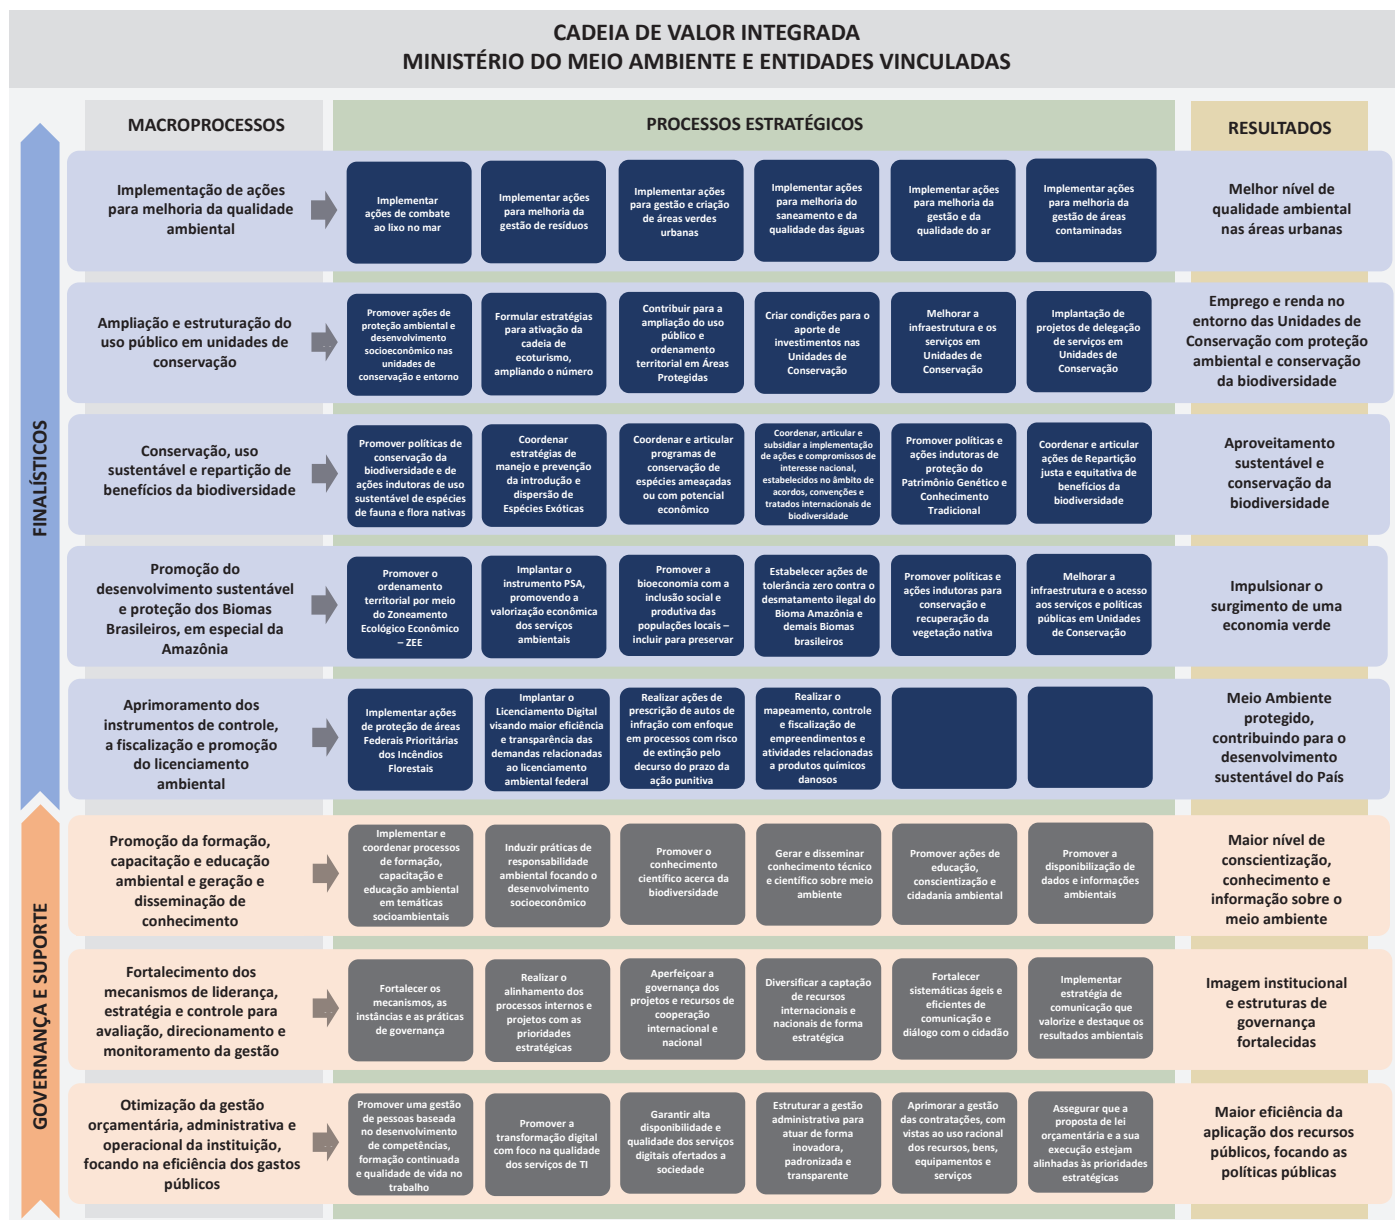 CADEIA DE VALOR INTEGRADA
MINISTÉRIO DO MEIO AMBIENTE E ENTIDADES VINCULADAS
MACROPROCESSOS
PROCESSOS ESTRATÉGICOS
RESULTADOS
FINALÍSTICOS
Implementação de ações
para melhoria da qualidade
ambiental
Implementar
ações de combate
ao lixo no mar
Implementar ações
para melhoria da
gestão de resíduos
Implementar ações
para gestão e criação
de áreas verdes
urbanas
Implementar ações
para melhoria do
saneamento e da
qualidade das águas
Implementar ações
para melhoria da
gestão e da
qualidade do ar
Implementar ações
para melhoria da
gestão de áreas
contaminadas
Melhor nível de
qualidade ambiental
nas áreas urbanas
Ampliação e estruturação do
uso público em unidades de
conservação
Promover ações de
proteção ambiental e
desenvolvimento
socioeconômico nas
unidades de
conservação e entorno
Formular estratégias
para ativação da
cadeia de
ecoturismo,
ampliando o número
Contribuir para a
ampliação do uso
público e
ordenamento
territorial em Áreas
Protegidas
Criar condições para o
aporte de
investimentos nas
Unidades de
Conservação
Melhorar a
infraestrutura e os
serviços em
Unidades de
Conservação
Implantação de
projetos de delegação
de serviços em
Unidades de
Conservação
Emprego e renda no
entorno das Unidades de
Conservação com proteção
ambiental e conservação
da biodiversidade
Conservação, uso
sustentável e repartição de
benefícios da biodiversidade
Promover políticas de
conservação da
biodiversidade e de
ações indutoras de uso
sustentável de espécies
de fauna e flora nativas
Coordenar
estratégias de
manejo e prevenção
da introdução e
dispersão de
Espécies Exóticas
Coordenar e articular
programas de
conservação de
espécies ameaçadas
ou com potencial
econômico
Coordenar, articular e
subsidiar a implementação
de ações e compromissos de
interesse nacional,
estabelecidos no âmbito de
acordos, convenções e
tratados internacionais de
biodiversidade
Promover políticas e
ações indutoras de
proteção do
Patrimônio Genético e
Conhecimento
Tradicional
Coordenar e articular
ações de Repartição
justa e equitativa de
benefícios da
biodiversidade
Aproveitamento
sustentável e
conservação da
biodiversidade
Promoção do
desenvolvimento sustentável
e proteção dos Biomas
Brasileiros, em especial da
Amazônia
Promover o
ordenamento
territorial por meio
do Zoneamento
Ecológico Econômico
– ZEE
Implantar o
instrumento PSA,
promovendo a
valorização econômica
dos serviços
ambientais
Promover a
bioeconomia com a
inclusão social e
produtiva das
populações locais –
incluir para preservar
Estabelecer ações de
tolerância zero contra o
desmatamento ilegal do
Bioma Amazônia e
demais Biomas
brasileiros
Promover políticas e
ações indutoras para
conservação e
recuperação da
vegetação nativa
Melhorar a
infraestrutura e o acesso
aos serviços e políticas
públicas em Unidades
de Conservação
Impulsionar o
surgimento de uma
economia verde
Aprimoramento dos
instrumentos de controle,
a fiscalização e promoção
do licenciamento
ambiental
Implementar ações
de proteção de áreas
Federais Prioritárias
dos Incêndios
Florestais
Implantar o
Licenciamento Digital
visando maior eficiência
e transparência das
demandas relacionadas
ao licenciamento
ambiental federal
Realizar ações de
prescrição de autos de
infração com enfoque
em processos com risco
de extinção pelo
decurso do prazo da
ação punitiva
Realizar o
mapeamento, controle
e fiscalização de
empreendimentos e
atividades relacionadas
a produtos químicos
danosos
Meio Ambiente
protegido,
contribuindo para o
desenvolvimento
sustentável do País
GOVERNANÇA E SUPORTE
Promoção da formação,
capacitação e educação
ambiental e geração e
disseminação de
conhecimento
Implementar e
coordenar processos
de formação,
capacitação e
educação ambiental
em temáticas
socioambientais
Induzir práticas de
responsabilidade
ambiental focando o
desenvolvimento
socioeconômico
Promover o
conhecimento
científico acerca da
biodiversidade
Gerar e disseminar
conhecimento técnico
e científico sobre meio
ambiente
Promover ações de
educação,
conscientização e
cidadania ambiental
Promover a
disponibilização de
dados e informações
ambientais
Maior nível de
conscientização,
conhecimento e
informação sobre o
meio ambiente
Fortalecimento dos
mecanismos de liderança,
estratégia e controle para
avaliação, direcionamento e
monitoramento da gestão
Fortalecer os
mecanismos, as
instâncias e as práticas
de governança
Realizar o
alinhamento dos
processos internos e
projetos com as
prioridades
estratégicas
Aperfeiçoar a
governança dos
projetos e recursos de
cooperação
internacional e
nacional
Diversificar a captação
de recursos
internacionais e
nacionais de forma
estratégica
Fortalecer
sistemáticas ágeis e
eficientes de
comunicação e
diálogo com o cidadão
Implementar
estratégia de
comunicação que
valorize e destaque os
resultados ambientais
Imagem institucional
e estruturas de
governança
fortalecidas
Otimização da gestão
orçamentária, administrativa e
operacional da instituição,
focando na eficiência dos gastos
públicos
Promover uma gestão
de pessoas baseada
no desenvolvimento
de competências,
formação continuada
e qualidade de vida no
trabalho
Promover a
transformação digital
com foco na qualidade
dos serviços de TI
Garantir alta
disponibilidade e
qualidade dos serviços
digitais ofertados a
sociedade
Estruturar a gestão
administrativa para
atuar de forma
inovadora,
padronizada e
transparente
Aprimorar a gestão
das contratações, com
vistas ao uso racional
dos recursos, bens,
equipamentos e
serviços
Assegurar que a
proposta de lei
orçamentária e a sua
execução estejam
alinhadas às prioridades
estratégicas
Maior eficiência da
aplicação dos recursos
públicos, focando as
políticas públicas